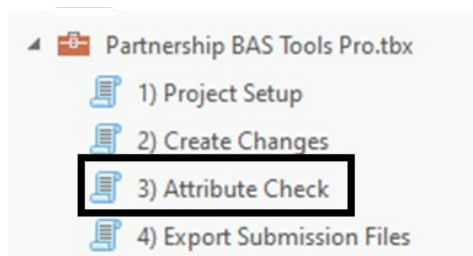 Partnership BAS Tools Pro.tbx
1) Project Setup
2) Create Changes
3) Attribute Check
4) Export Submission Files